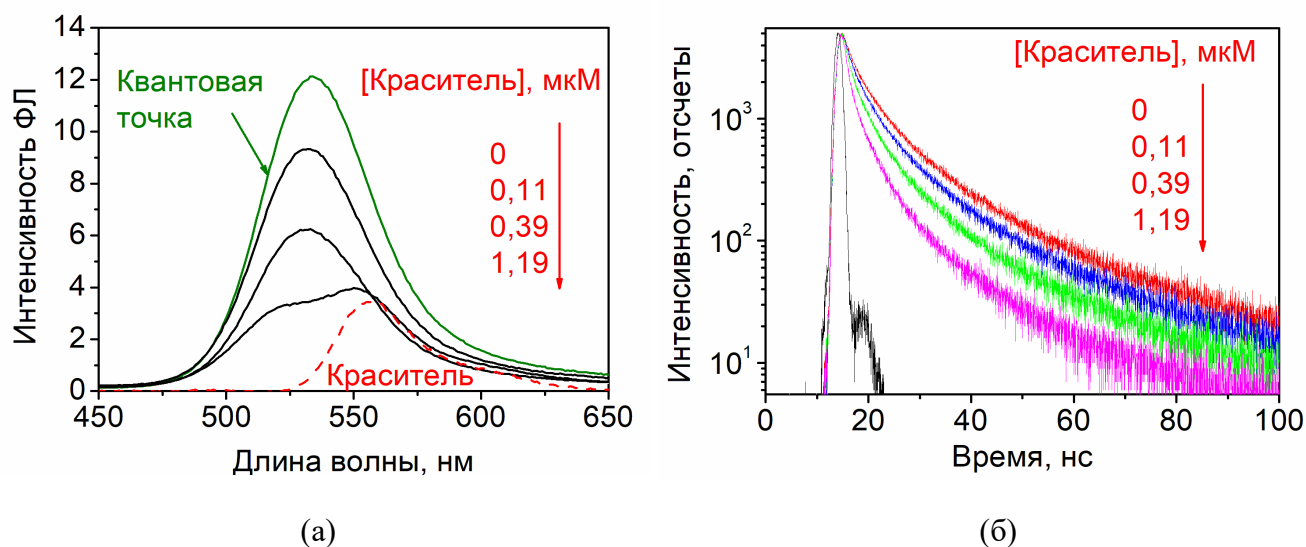 14
12
10
8
6
4
2
0
Интенсивность ФЛ
Квантовая
точка
[Краситель], мкМ
0
0,11
0,39
1,19
Краситель
450 500 550 600 650
Длина волны, нм
(а)
10³
10²
10¹
Интенсивность, отсчеты
[Краситель], мкМ
0
0,11
0,39
1,19
0 20 40 60 80 100
Время, нс
(б)